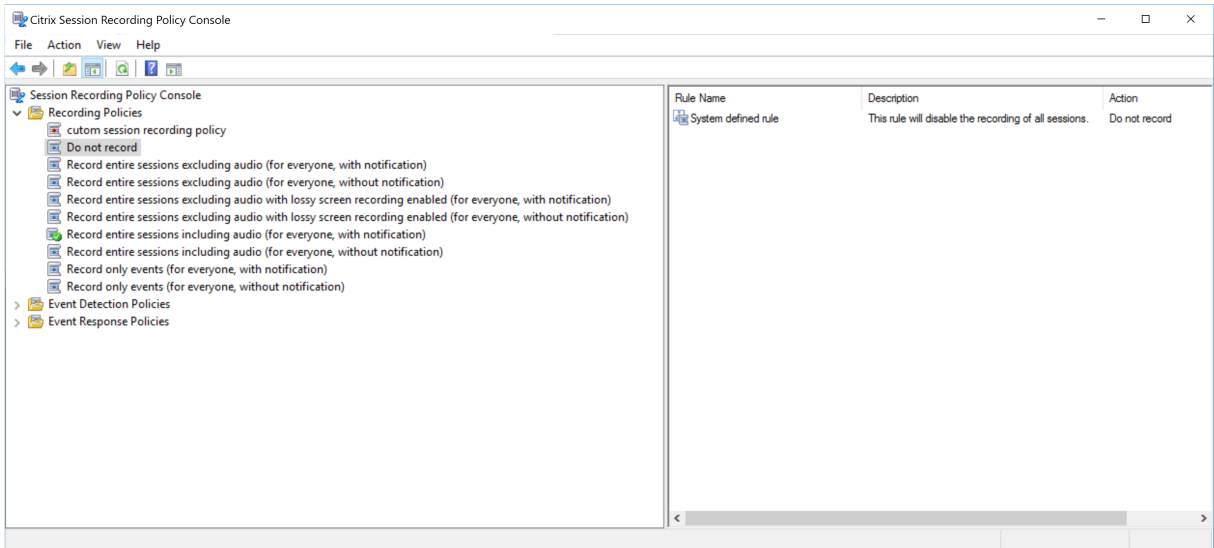 Citrix Session Recording Policy Console
File Action View Help
Session Recording Policy Console
Recording Policies
cutom session recording policy
Do not record
Record entire sessions excluding audio (for everyone, with notification)
Record entire sessions excluding audio (for everyone, without notification)
Record entire sessions excluding audio with lossy screen recording enabled (for everyone, with notification)
Record entire sessions excluding audio with lossy screen recording enabled (for everyone, without notification)
Record entire sessions including audio (for everyone, with notification)
Record entire sessions including audio (for everyone, without notification)
Record only events (for everyone, with notification)
Record only events (for everyone, without notification)
Event Detection Policies
Event Response Policies
Rule Name Description Action
System defined rule This rule will disable the recording of all sessions. Do not record